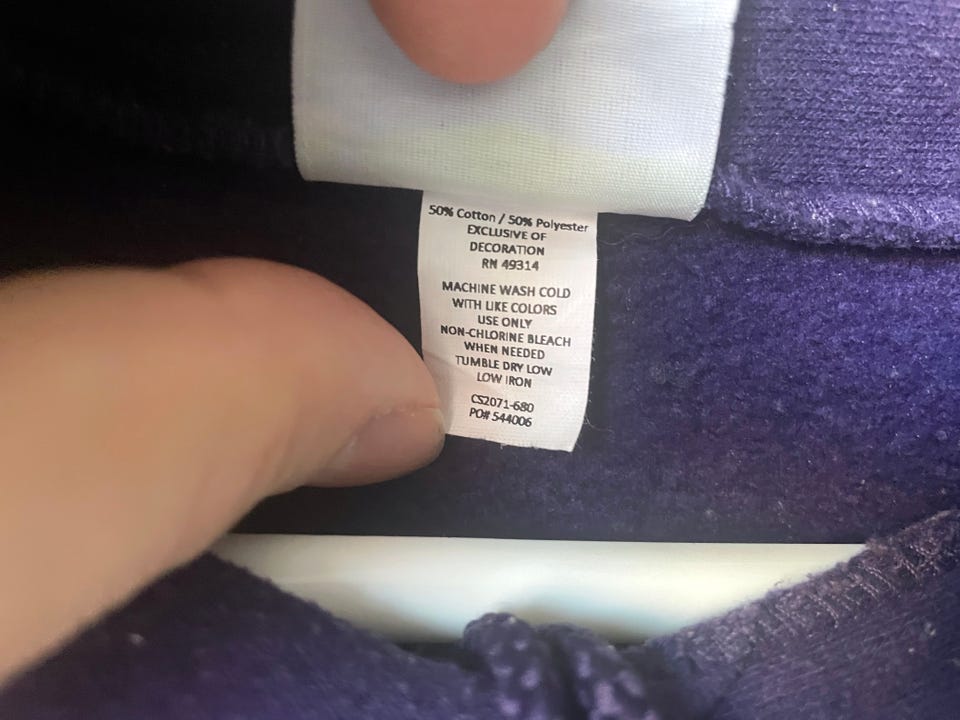 50% Cotton / 50% Polyester
EXCLUSIVE OF
DECORATION
RN 49314
MACHINE WASH COLD
WITH LIKE COLORS
USE ONLY
NON-CHLORINE BLEACH
WHEN NEEDED
TUMBLE DRY LOW
LOW IRON
CS2071-680
PO# 544006